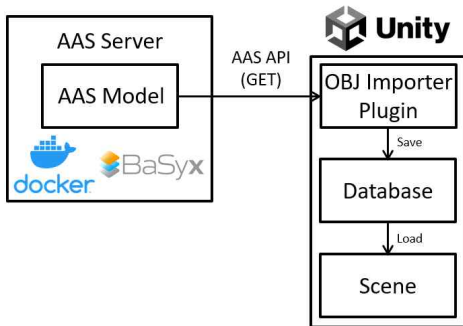 AAS Server
AAS Model
docker
BaSyx
AAS API
(GET)
Unity
OBJ Importer
Plugin
Save
Database
Load
Scene